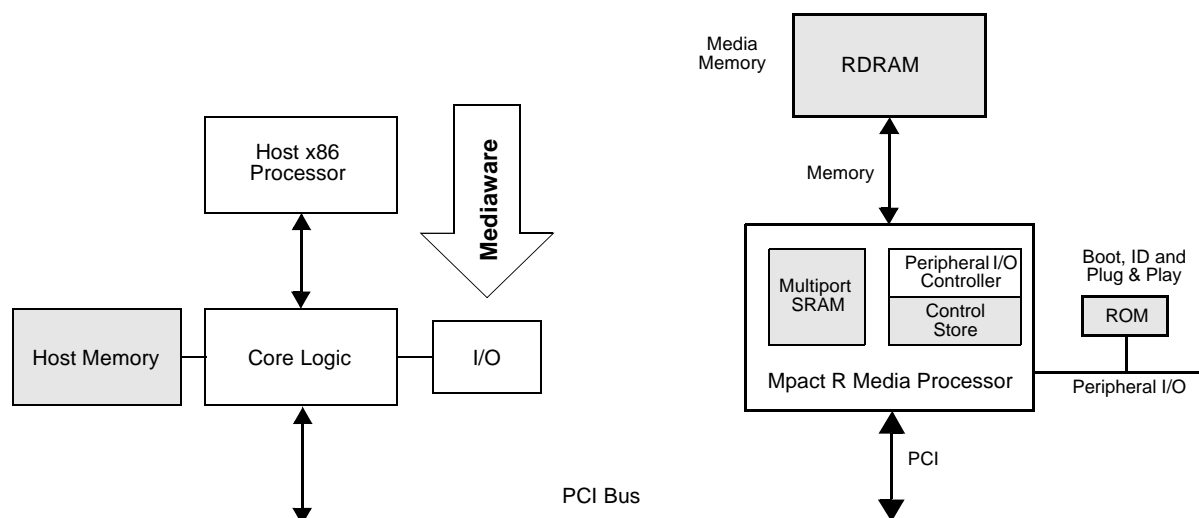 Media
Memory
RDRAM
Host x86
Processor
Mediaware
Memory
Host Memory
Core Logic
I/O
Multiport
SRAM
Peripheral I/O
Controller
Control
Store
Mpact R Media Processor
Boot, ID and
Plug & Play
ROM
Peripheral I/O
PCI
PCI Bus